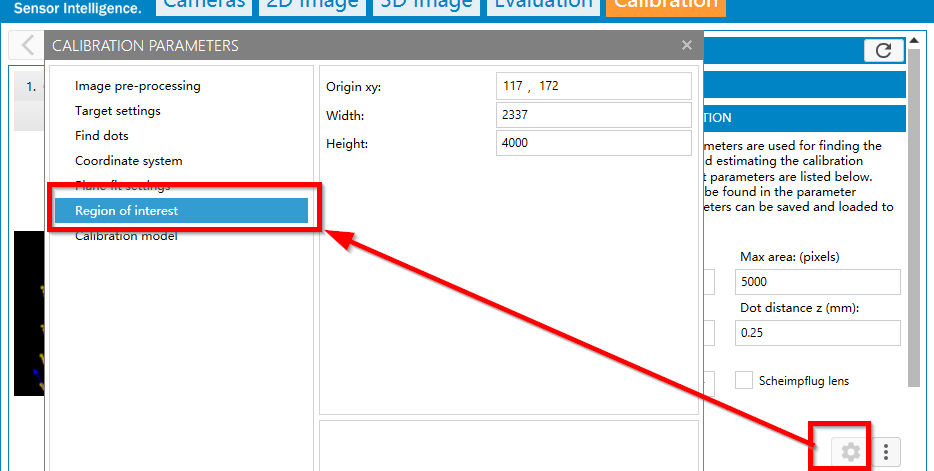 Sensor Intelligence.
Cameras
2D Image
3D Image
Evaluation
Calibration
CALIBRATION PARAMETERS
1.
Image pre-processing
Target settings
Find dots
Coordinate system
Plane fit settings
Region of interest
Calibration model
Origin xy:
117 , 172
Width:
2337
Height:
4000
TION
meters are used for finding the
d estimating the calibration
t parameters are listed below.
be found in the parameter
eters can be saved and loaded to
Max area: (pixels)
5000
Dot distance z (mm):
0.25
Scheimpflug lens